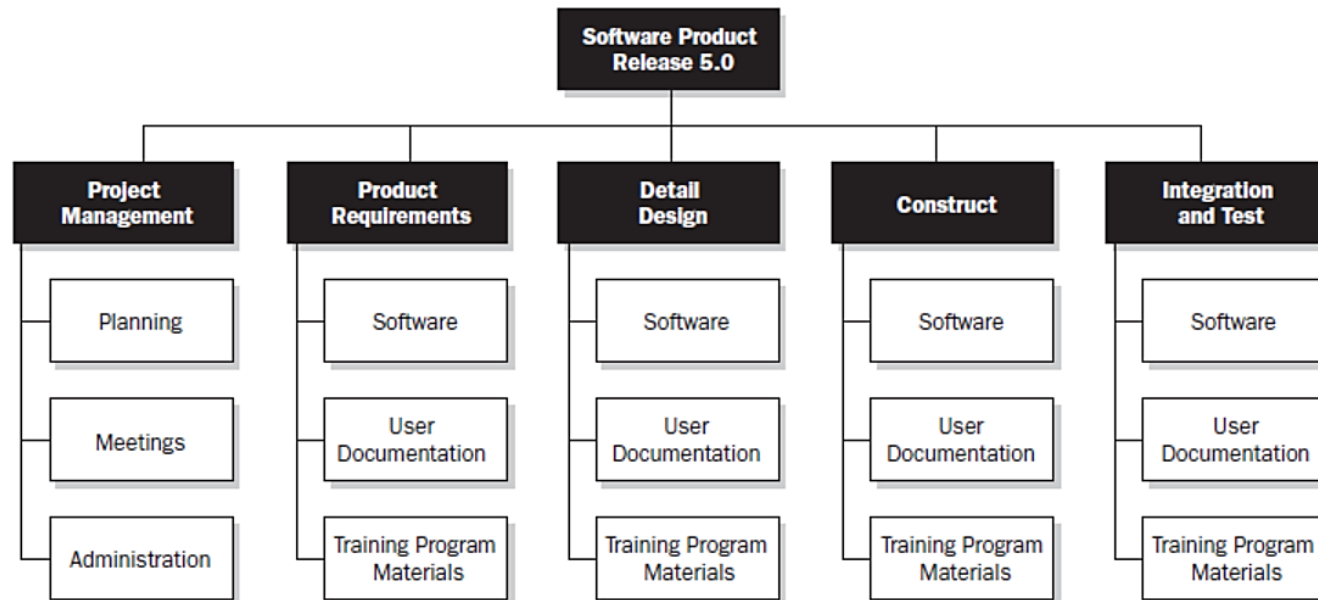 Software Product
Release 5.0
Project
Management
Product
Requirements
Detail
Design
Construct
Integration
and Test
Planning
Software
Software
Software
Software
Meetings
User
Documentation
User
Documentation
User
Documentation
User
Documentation
Administration
Training Program
Materials
Training Program
Materials
Training Program
Materials
Training Program
Materials